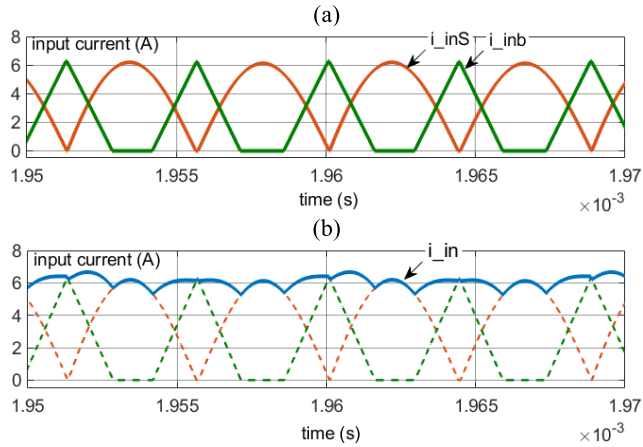 (a)
8
input current (A)
i_inS
i_inb
6
4
2
0
1.95
1.955
1.96
1.965
1.97
time (s)
×10-3
(b)
8
input current (A)
i_in
6
4
2
0
1.95
1.955
1.96
1.965
1.97
time (s)
×10-3